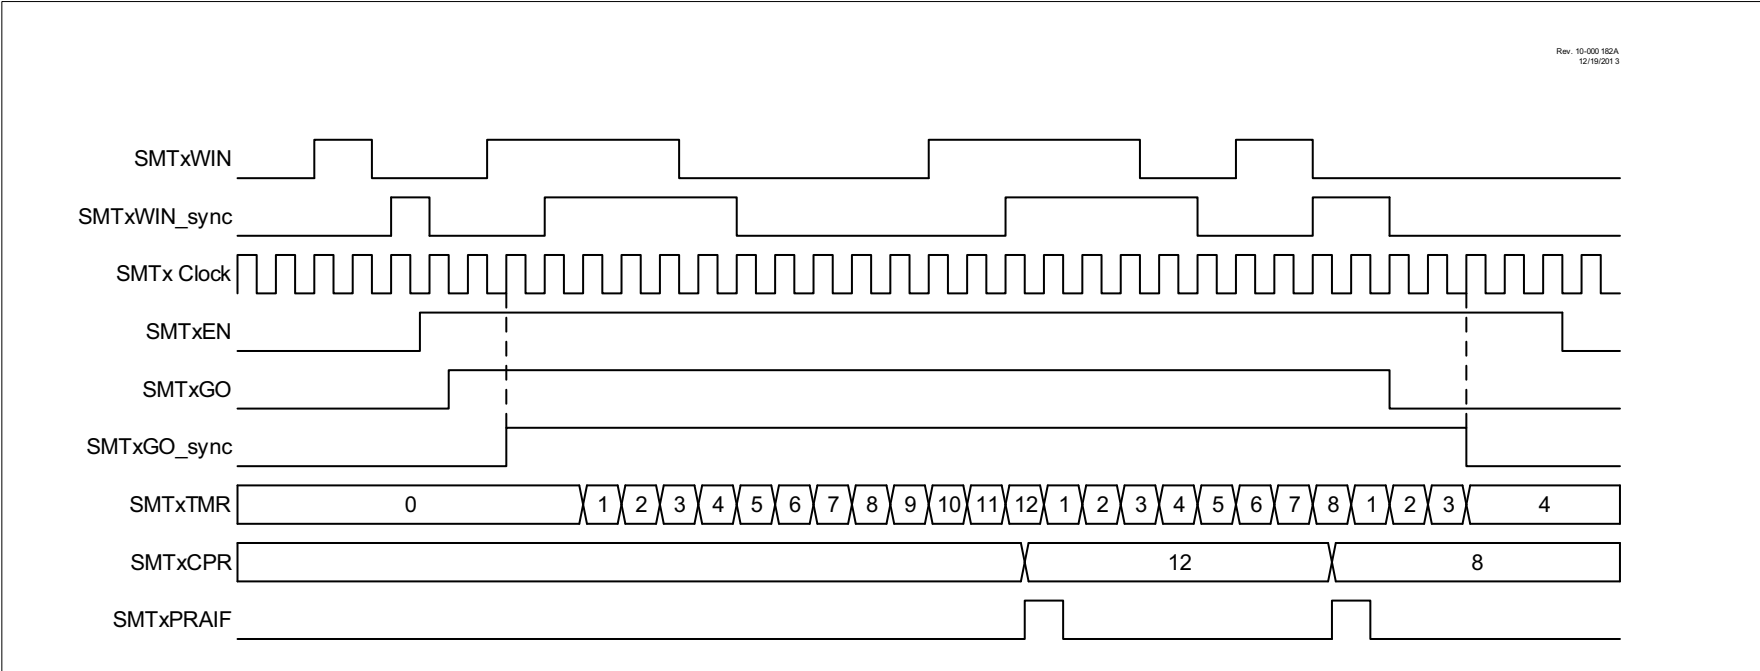 Rev. 10-000 182A
12/19/201 3
SMTxWIN
SMTxWIN_sync
SMTx Clock
SMTxEN
SMTxGO
SMTxGO_sync
SMTxTMR 0 1 2 3 4 5 6 7 8 9 10 11 12 1 2 3 4 5 6 7 8 1 2 3 4
SMTxCPR 12 8
SMTxPRAIF